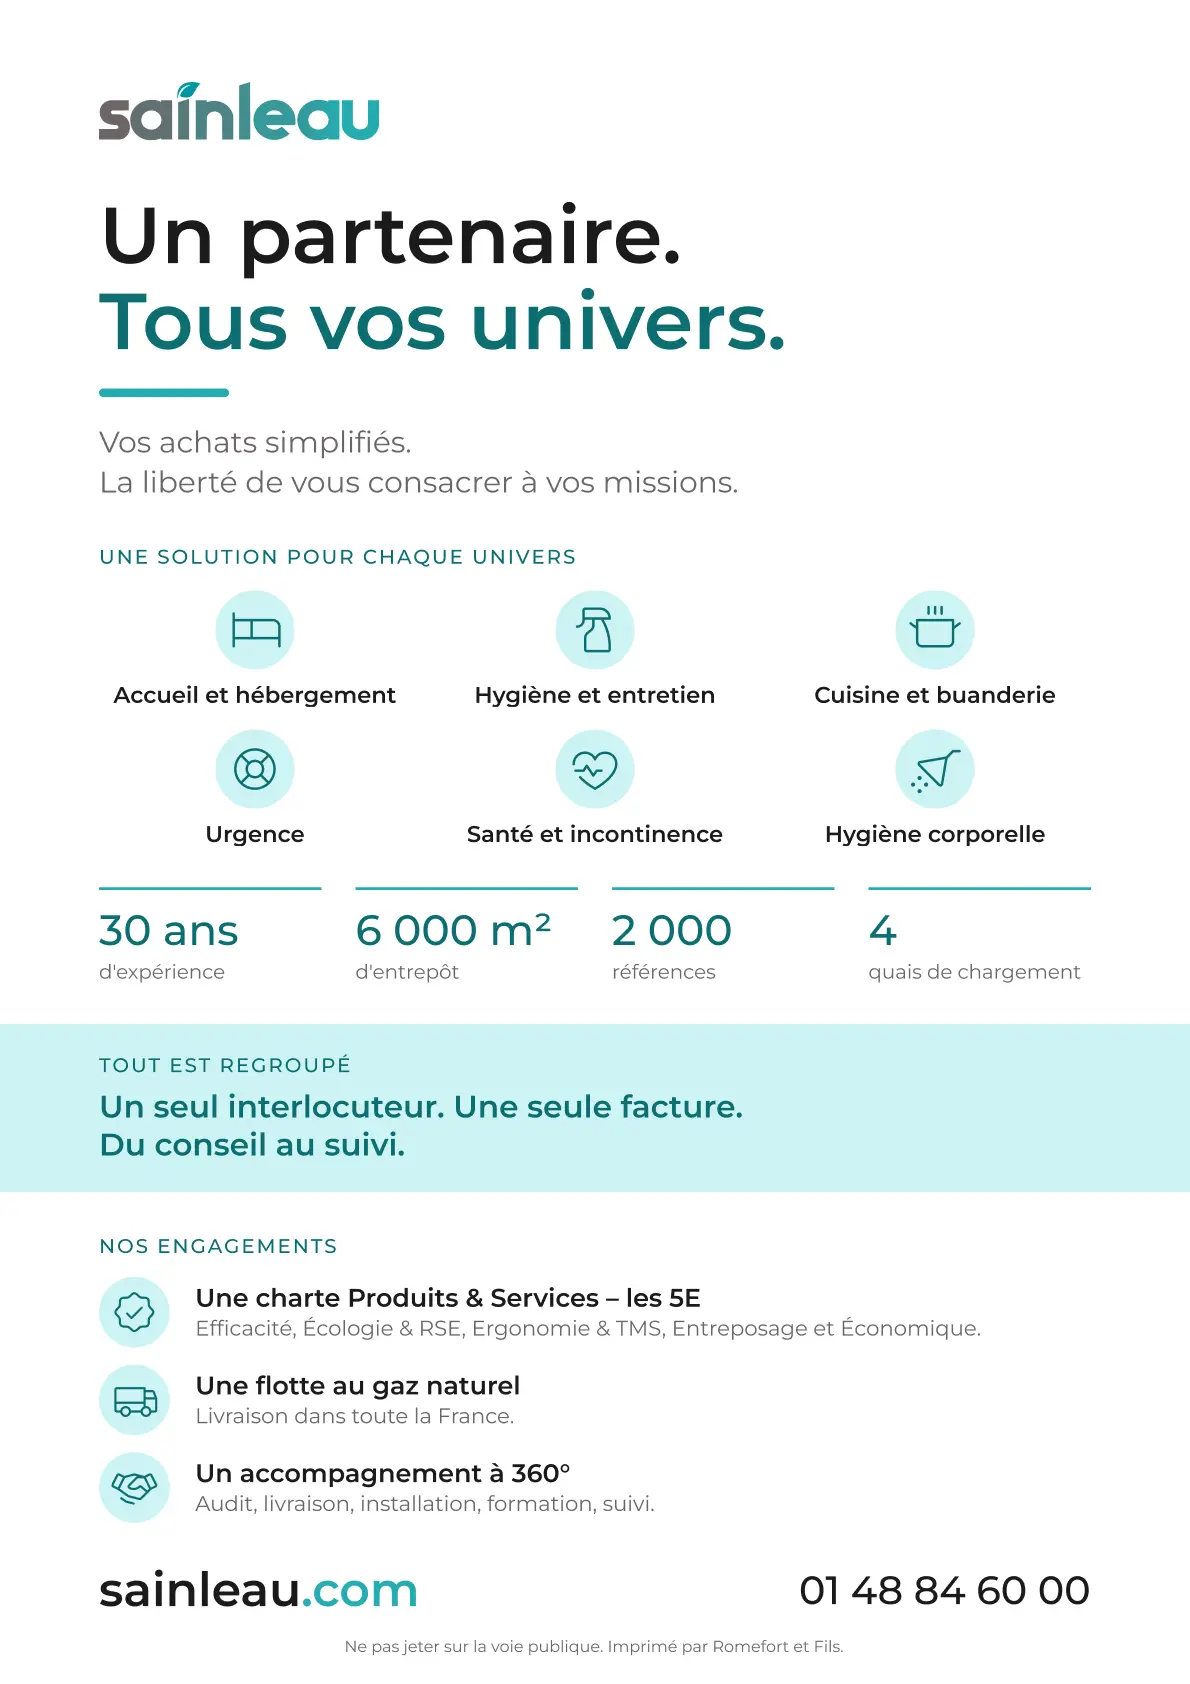 sainleau
Un partenaire.
Tous vos univers.
Vos achats simplifiés.
La liberté de vous consacrer à vos missions.
UNE SOLUTION POUR CHAQUE UNIVERS
Accueil et hébergement
Hygiène et entretien
Cuisine et buanderie
Urgence
Santé et incontinence
Hygiène corporelle
30 ans
d'expérience
6 000 m²
d'entrepôt
2 000
références
4
quais de chargement
TOUT EST REGROUPÉ
Un seul interlocuteur. Une seule facture.
Du conseil au suivi.
NOS ENGAGEMENTS
Une charte Produits & Services – les 5E
Efficacité, Écologie & RSE, Ergonomie & TMS, Entreposage et Économique.
Une flotte au gaz naturel
Livraison dans toute la France.
Un accompagnement à 360°
Audit, livraison, installation, formation, suivi.
sainleau.com
01 48 84 60 00
Ne pas jeter sur la voie publique. Imprimé par Romefort et Fils.